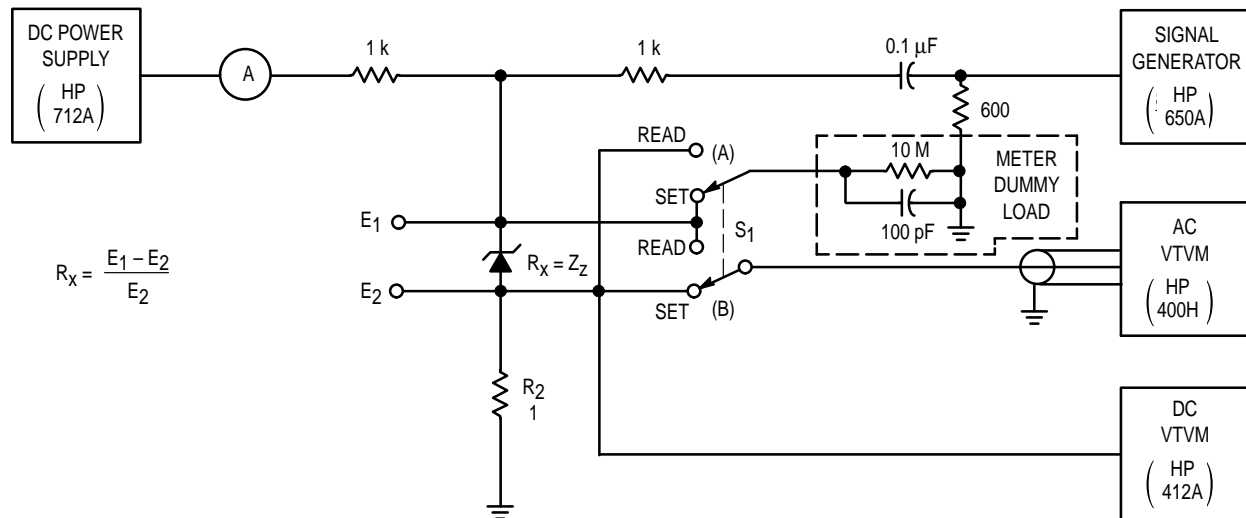 DC POWER
SUPPLY
( HP
712A )
A
1 k
1 k
0.1 µF
SIGNAL
GENERATOR
( HP
650A )
600
READ
(A)
10 M
METER
DUMMY
LOAD
SET
100 pF
E1
READ
S1
AC
VTVM
( HP
400H )
Rx = E1 – E2
E2
Rx = Zz
E2
SET
(B)
R2
1
DC
VTVM
( HP
412A )